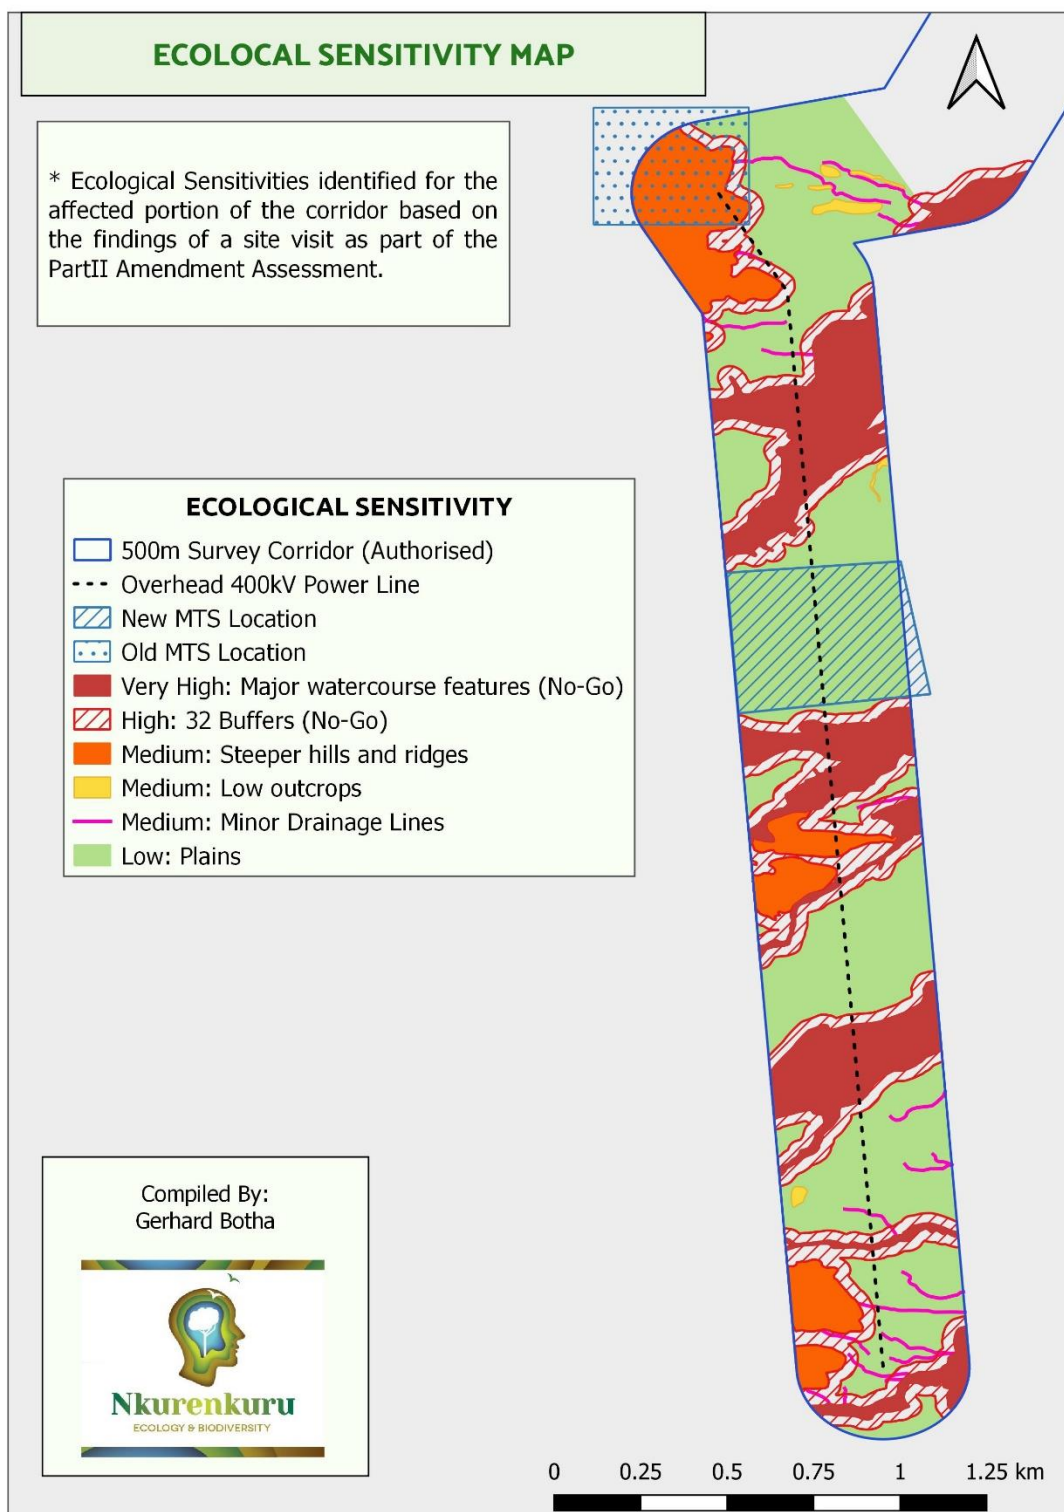 ECOLOCAL SENSITIVITY MAP
* Ecological Sensitivities identified for the
affected portion of the corridor based on
the findings of a site visit as part of the
PartII Amendment Assessment.
ECOLOGICAL SENSITIVITY
500m Survey Corridor (Authorised)
Overhead 400kV Power Line
New MTS Location
Old MTS Location
Very High: Major watercourse features (No-Go)
High: 32 Buffers (No-Go)
Medium: Steeper hills and ridges
Medium: Low outcrops
Medium: Minor Drainage Lines
Low: Plains
Compiled By:
Gerhard Botha
Nkurenkuru
ECOLOGY & BIODIVERSITY
0 0.25 0.5 0.75 1 1.25 km